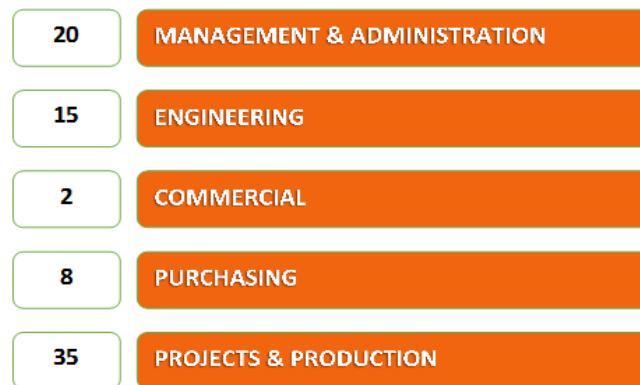 20 MANAGEMENT & ADMINISTRATION
15 ENGINEERING
2 COMMERCIAL
8 PURCHASING
35 PROJECTS & PRODUCTION